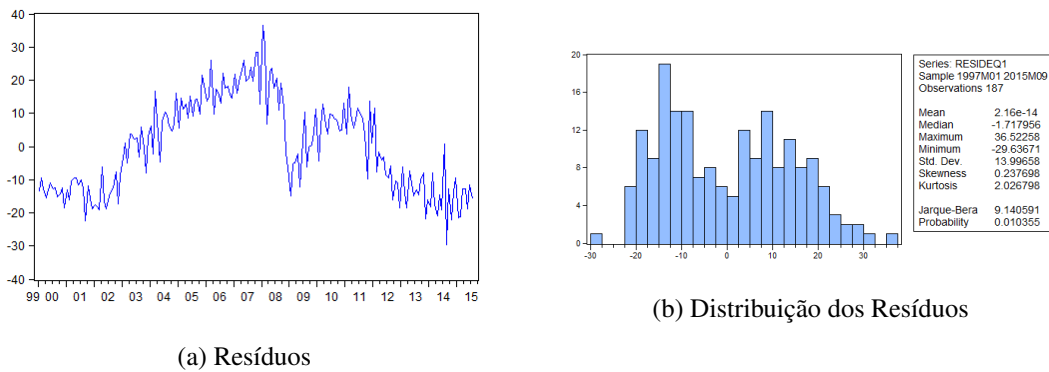 40
30
20
10
0
-10
-20
-30
-40
99 00 01 02 03 04 05 06 07 08 09 10 11 12 13 14 15
(a) Resíduos
20
16
12
8
4
0
-30 -20 -10 0 10 20 30
Series: RESIDEQ1
Sample 1997M01 2015M09
Observations 187
Mean 2.16e-14
Median -1.717956
Maximum 36.52258
Minimum -29.63671
Std. Dev. 13.99658
Skewness 0.237698
Kurtosis 2.026798
Jarque-Bera 9.140591
Probability 0.010355
(b) Distribuição dos Resíduos